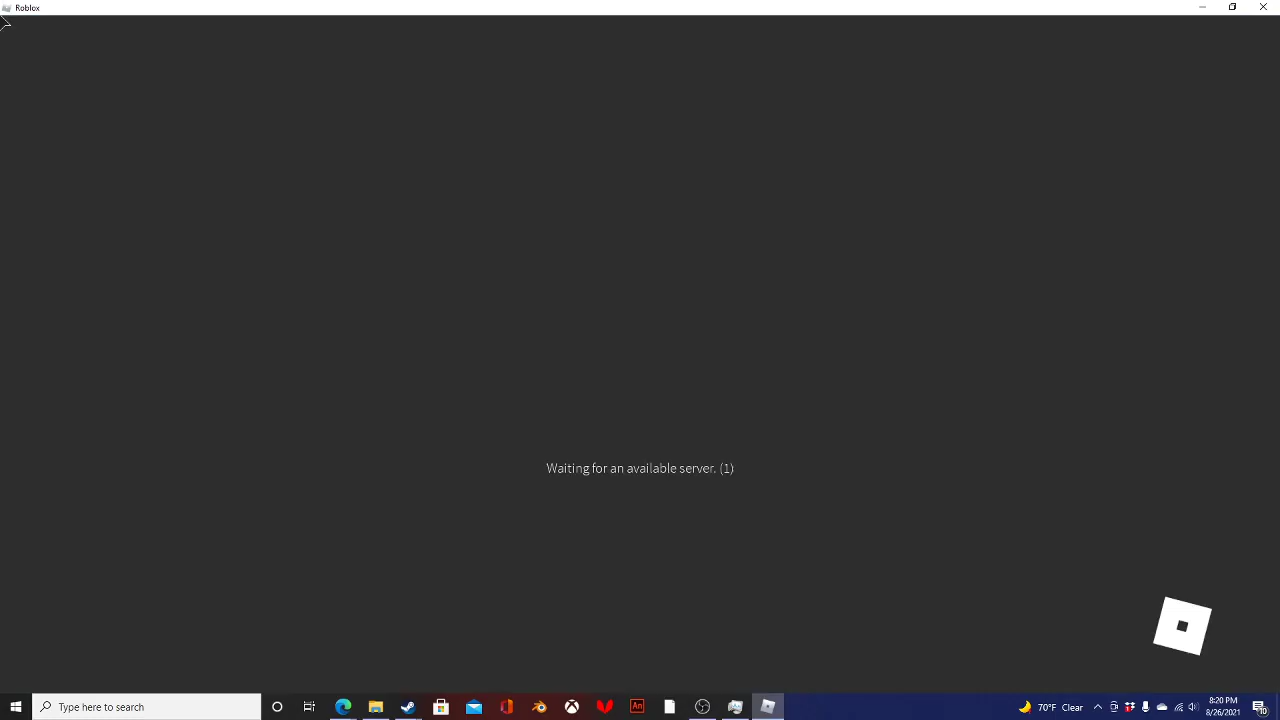 Roblox
Waiting for an available server. (1)
Type here to search
An
70°F Clear
8:20 PM
8/26/2021